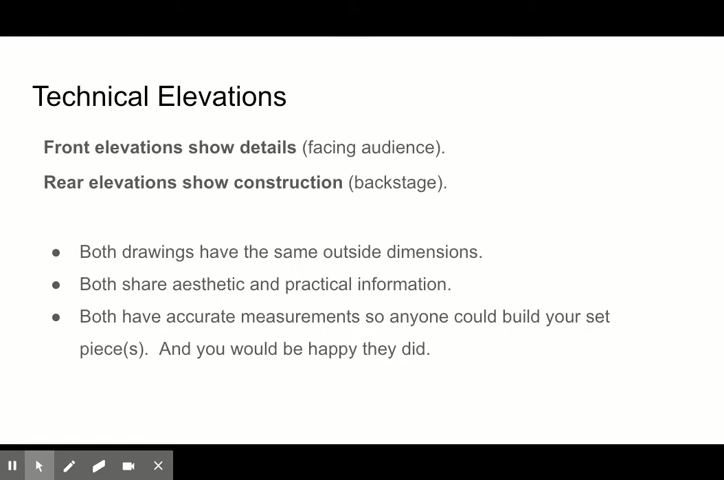 Technical Elevations
Front elevations show details (facing audience).
Rear elevations show construction (backstage).
● Both drawings have the same outside dimensions.
● Both share aesthetic and practical information.
● Both have accurate measurements so anyone could build your set
piece(s).  And you would be happy they did.